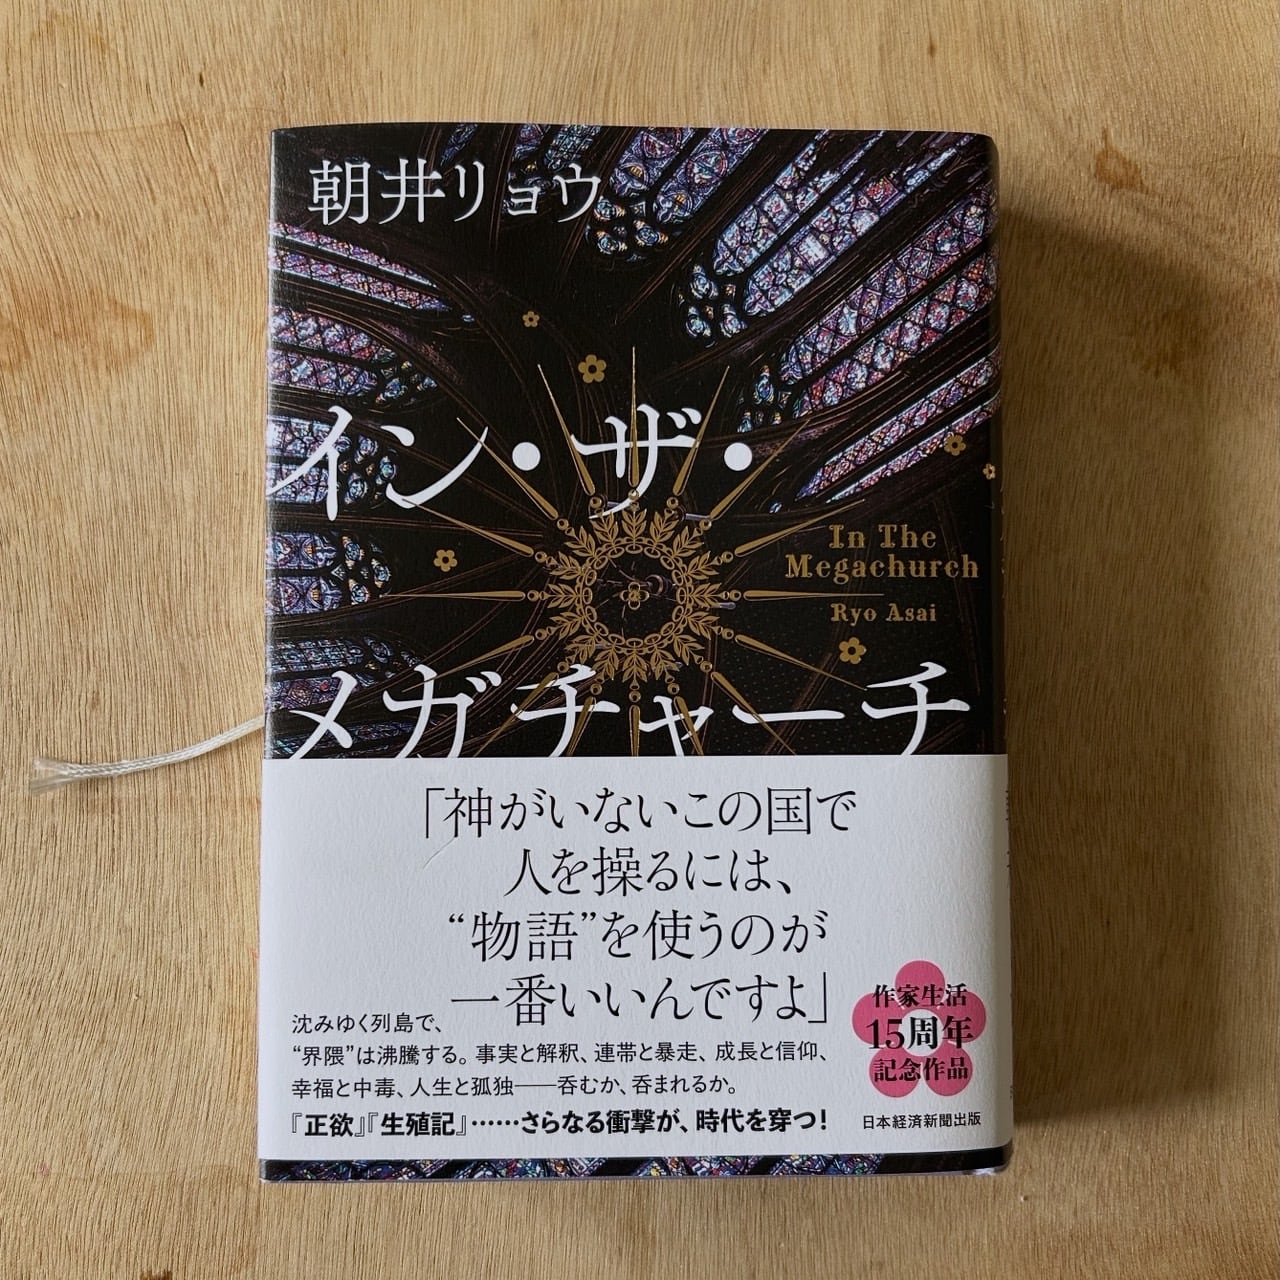 朝井リョウ
イン・ザ・
メガチャーチ
In The
Megachurch
Ryo Asai
「神がいないこの国で
人を操るには、
“物語”を使うのが
一番いいんですよ」
沈みゆく列島で、
“界隈”は沸騰する。事実と解釈、連帯と暴走、成長と信仰、
幸福と中毒、人生と孤独――呑むか、呑まれるか。
『正欲』『生殖記』……さらなる衝撃が、時代を穿つ！
作家生活
15周年
記念作品
日本経済新聞出版